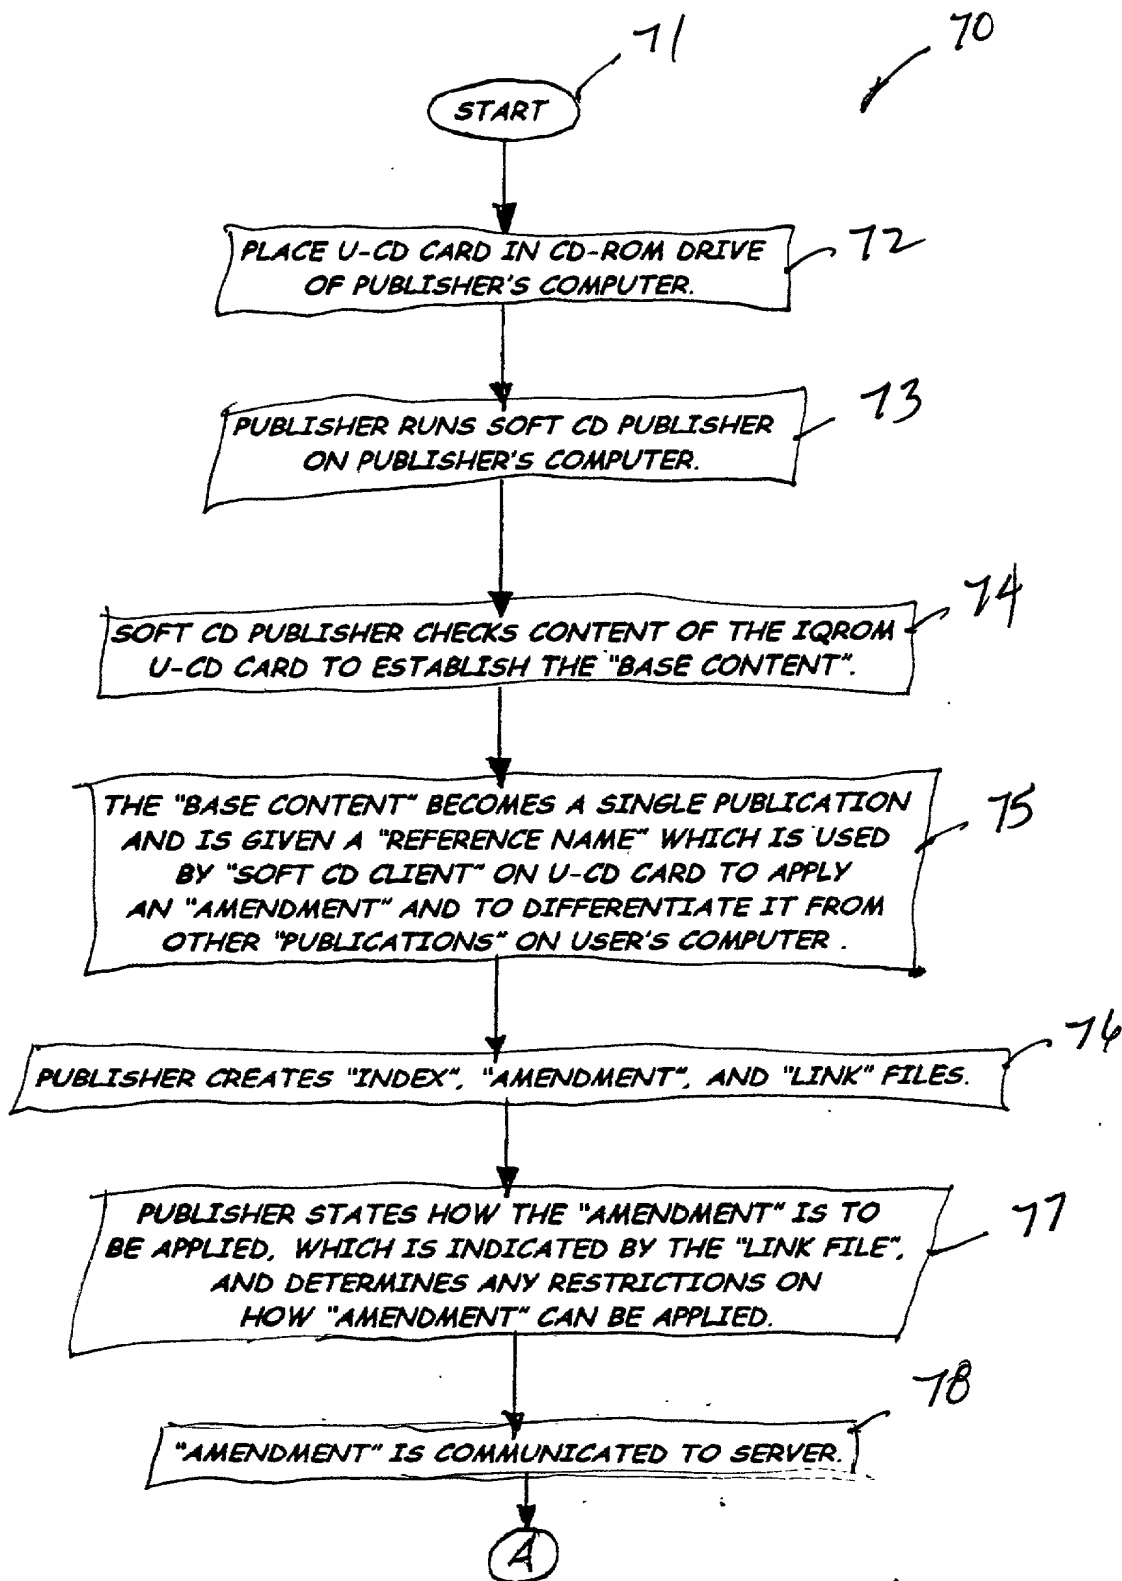 70
71
START
PLACE U-CD CARD IN CD-ROM DRIVE
OF PUBLISHER'S COMPUTER.
72
PUBLISHER RUNS SOFT CD PUBLISHER
ON PUBLISHER'S COMPUTER.
73
SOFT CD PUBLISHER CHECKS CONTENT OF THE IQROM
U-CD CARD TO ESTABLISH THE "BASE CONTENT".
74
THE "BASE CONTENT" BECOMES A SINGLE PUBLICATION
AND IS GIVEN A "REFERENCE NAME" WHICH IS USED
BY "SOFT CD CLIENT" ON U-CD CARD TO APPLY
AN "AMENDMENT" AND TO DIFFERENTIATE IT FROM
OTHER "PUBLICATIONS" ON USER'S COMPUTER.
75
PUBLISHER CREATES "INDEX", "AMENDMENT", AND "LINK" FILES.
76
PUBLISHER STATES HOW THE "AMENDMENT" IS TO
BE APPLIED, WHICH IS INDICATED BY THE "LINK FILE",
AND DETERMINES ANY RESTRICTIONS ON
HOW "AMENDMENT" CAN BE APPLIED.
77
"AMENDMENT" IS COMMUNICATED TO SERVER.
78
A